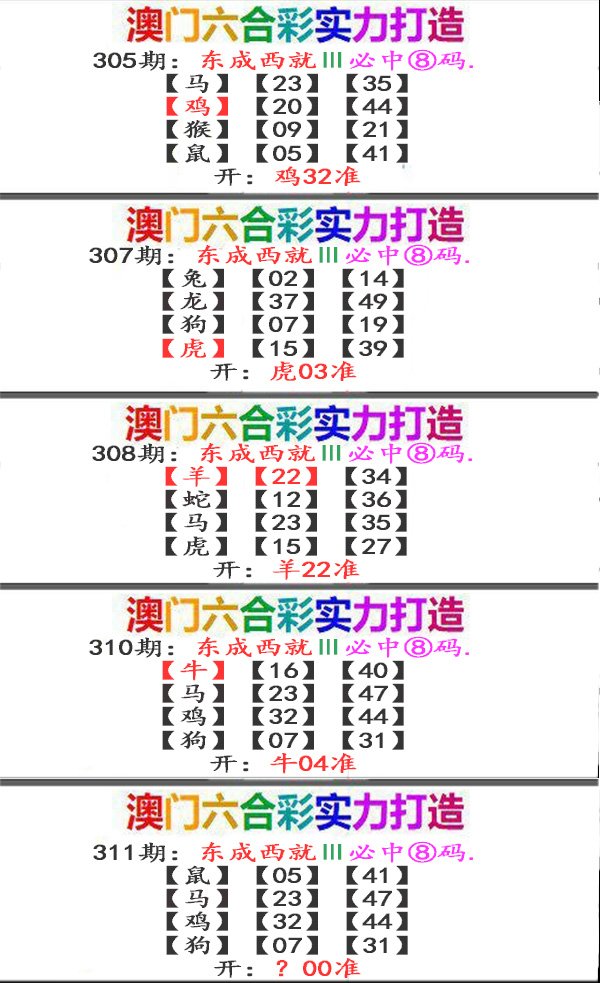 澳门六合彩实力打造
305期：东成西就III必中⑧码.
【马】【23】【35】
【鸡】【20】【44】
【猴】【09】【21】
【鼠】【05】【41】
开：鸡32准
澳门六合彩实力打造
307期：东成西就III必中⑧码.
【兔】【02】【14】
【龙】【37】【49】
【狗】【07】【19】
【虎】【15】【39】
开：虎03准
澳门六合彩实力打造
308期：东成西就III必中⑧码.
【羊】【22】【34】
【蛇】【12】【36】
【马】【23】【35】
【虎】【15】【27】
开：羊22准
澳门六合彩实力打造
310期：东成西就III必中⑧码.
【牛】【16】【40】
【马】【23】【47】
【鸡】【32】【44】
【狗】【07】【31】
开：牛04准
澳门六合彩实力打造
311期：东成西就III必中⑧码.
【鼠】【05】【41】
【马】【23】【47】
【鸡】【32】【44】
【狗】【07】【31】
开：？00准